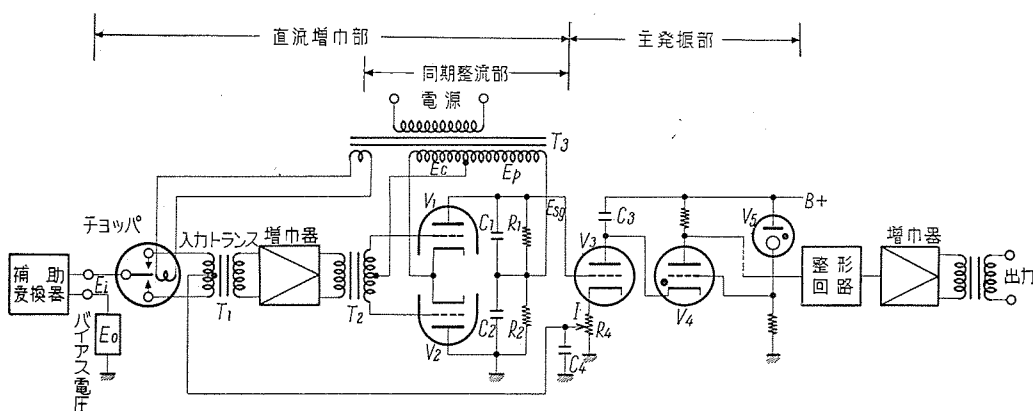 直流増巾部
主発振部
同期整流部
電源
T3
Ec
Ep
チョッパ
入力トランス
増巾器
V1
C1
R1
Esg
V3
C3
V5
B+
整形
回路
増巾器
出力
補助
変換器
Ei
T1
T2
V2
C2
R2
I
R4
C4
V4
E0
バイアス電圧